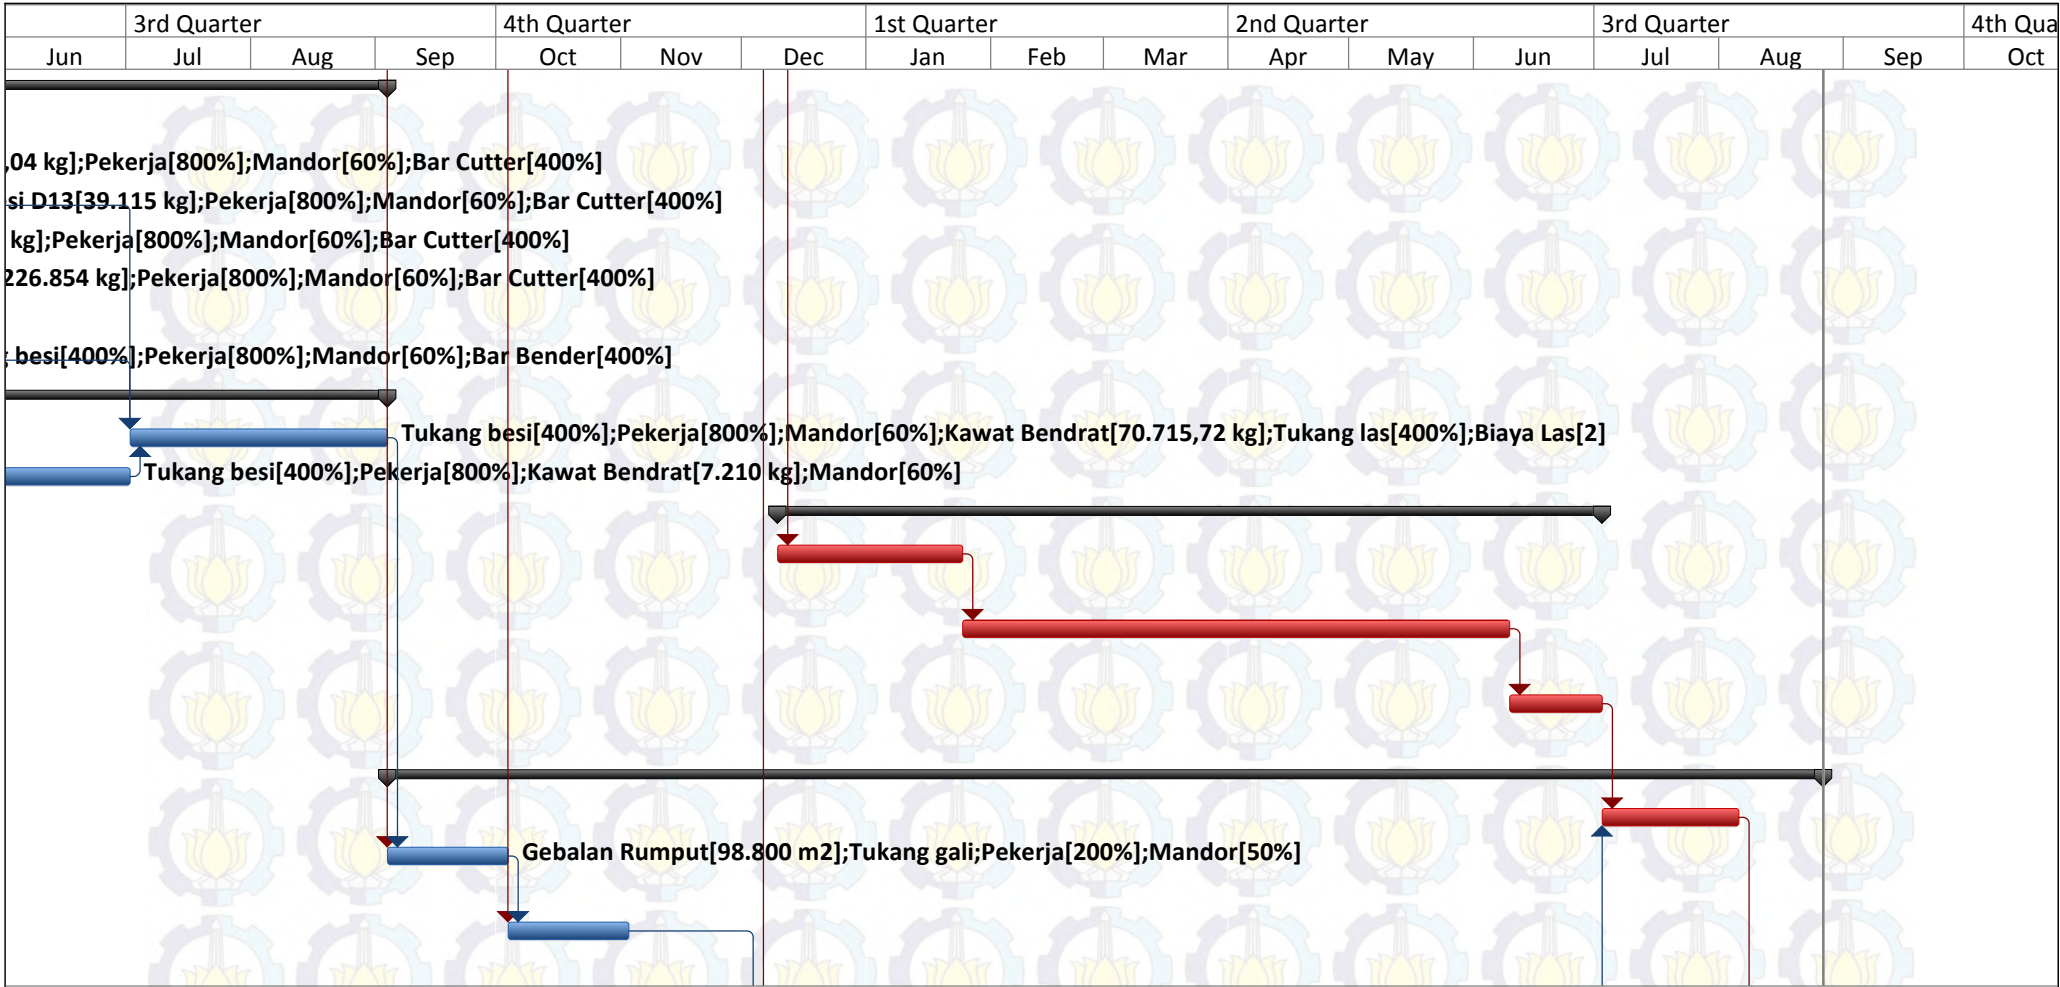 3rd Quarter 4th Quarter 1st Quarter 2nd Quarter 3rd Quarter 4th Qua
Jun Jul Aug Sep Oct Nov Dec Jan Feb Mar Apr May Jun Jul Aug Sep Oct
,04 kg];Pekerja[800%];Mandor[60%];Bar Cutter[400%]
si D13[39.115 kg];Pekerja[800%];Mandor[60%];Bar Cutter[400%]
kg];Pekerja[800%];Mandor[60%];Bar Cutter[400%]
226.854 kg];Pekerja[800%];Mandor[60%];Bar Cutter[400%]
besi[400%];Pekerja[800%];Mandor[60%];Bar Bender[400%]
Tukang besi[400%];Pekerja[800%];Mandor[60%];Kawat Bendrat[70.715,72 kg];Tukang las[400%];Biaya Las[2]
Tukang besi[400%];Pekerja[800%];Kawat Bendrat[7.210 kg];Mandor[60%]
Gebalan Rumput[98.800 m2];Tukang gali;Pekerja[200%];Mandor[50%]